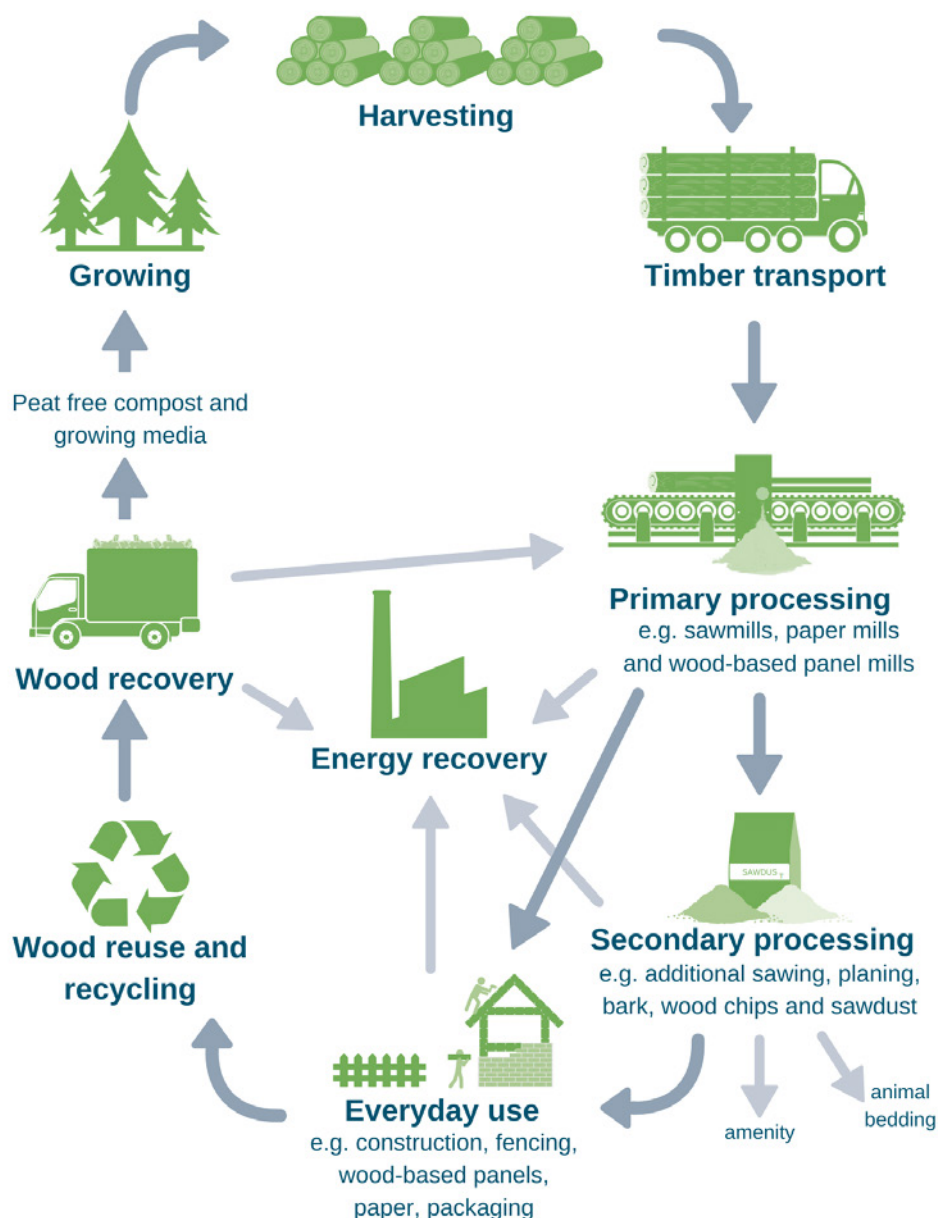 Harvesting
Growing
Timber transport
Peat free compost and
growing media
Primary processing
e.g. sawmills, paper mills
and wood-based panel mills
Wood recovery
Energy recovery
SAWDUS
T
Wood reuse and
recycling
Secondary processing
e.g. additional sawing, planing,
bark, wood chips and sawdust
Everyday use
e.g. construction, fencing,
wood-based panels,
paper, packaging
amenity
animal
bedding